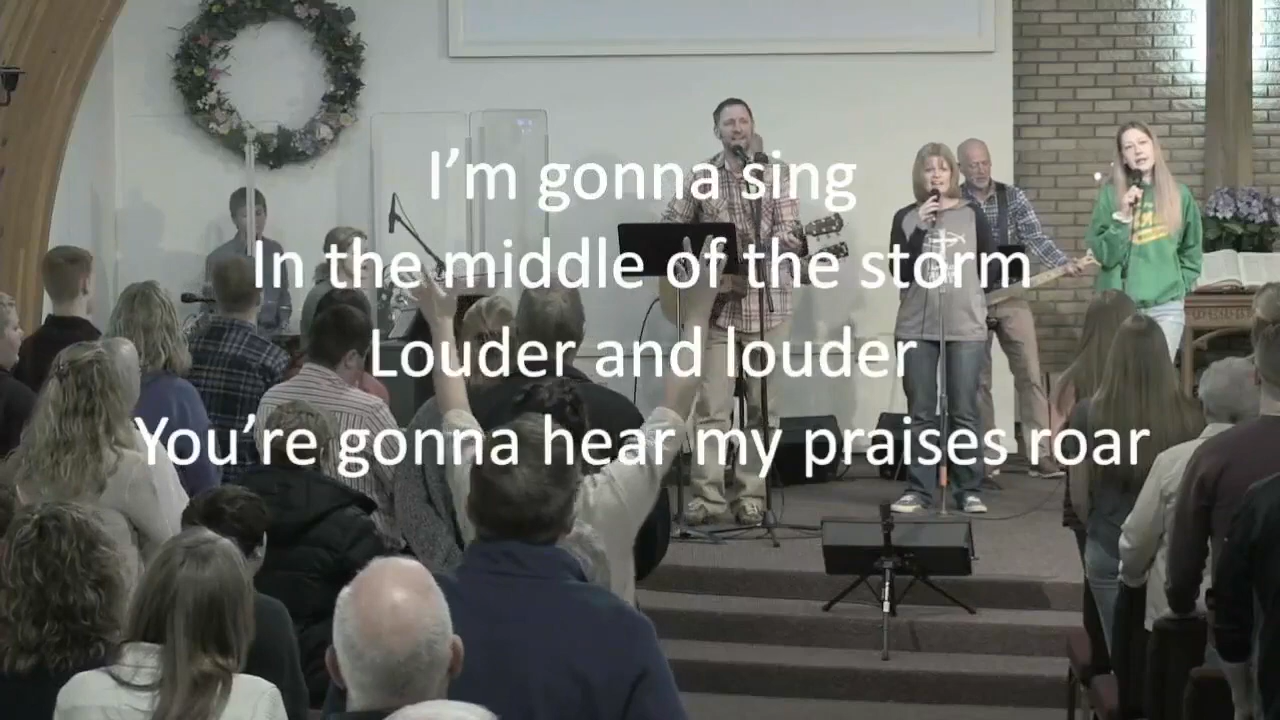 I'm gonna sing
In the middle of the storm
Louder and louder
You're gonna hear my praises roar